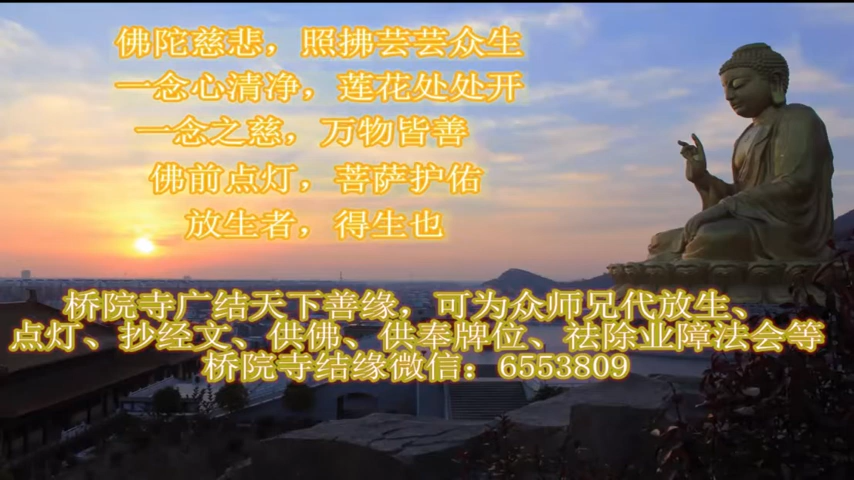 佛陀慈悲，照拂芸芸众生
一念心清净，莲花处处开
一念之慈，万物皆善
佛前点灯，菩萨护佑
放生者，得生也
桥院寺广结天下善缘，可为众师兄代放生、
点灯、抄经文、供佛、供奉牌位、祛除业障法会等
桥院寺结缘微信：6553809